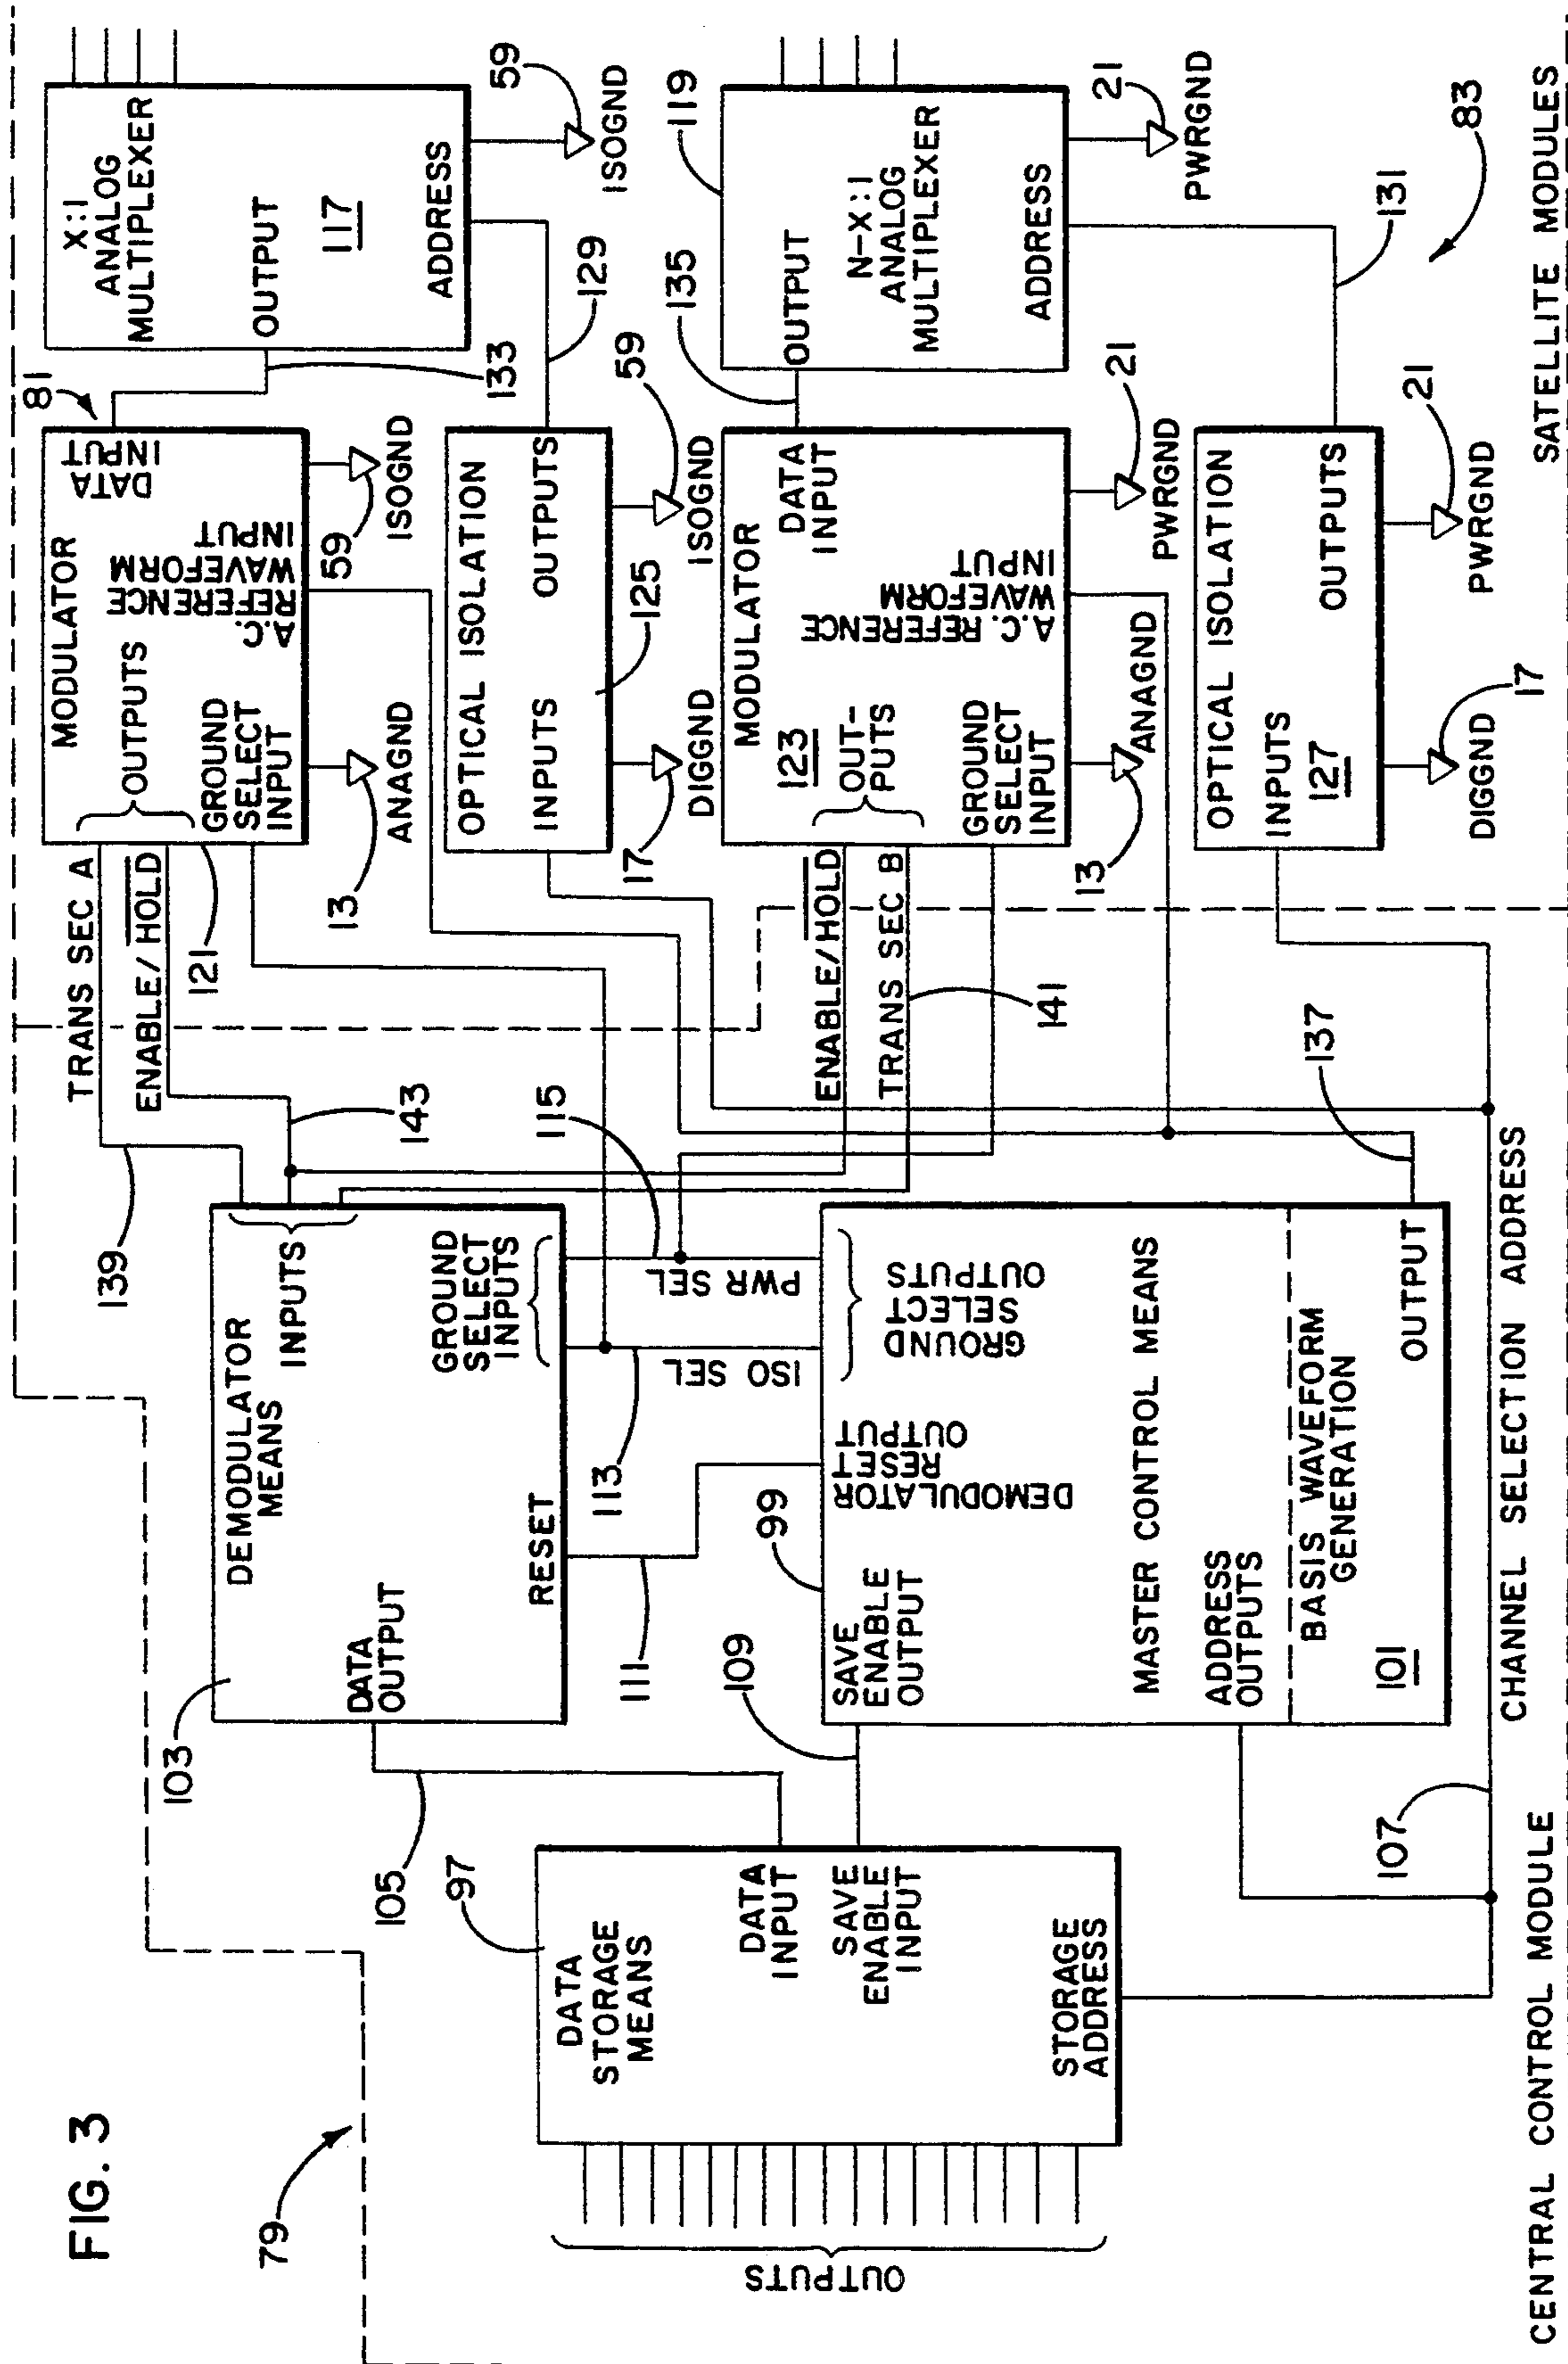 FIG. 3
79
OUTPUTS
DATA
STORAGE
MEANS
97
DATA
INPUT
SAVE
ENABLE
INPUT
STORAGE
ADDRESS
103
105
DEMODULATOR
MEANS
DATA
OUTPUT
INPUTS
GROUND
SELECT
INPUTS
RESET
109
111
113
115
ISO SEL
PWR SEL
99
SAVE
ENABLE
OUTPUT
DEMODULATOR
RESET
OUTPUT
GROUND
SELECT
OUTPUTS
MASTER CONTROL MEANS
ADDRESS
OUTPUTS
BASIS WAVEFORM
GENERATION
101
OUTPUT
107
137
CHANNEL SELECTION ADDRESS
CENTRAL CONTROL MODULE
139
143
141
TRANS SEC A
ENABLE/HOLD
121
MODULATOR
OUTPUTS
GROUND
SELECT
INPUT
A.C.
REFERENCE
WAVEFORM
INPUT
DATA
INPUT
81
13
ANAGND
59
ISOGND
133
X:1
ANALOG
MULTIPLEXER
OUTPUT
117
ADDRESS
59
ISOGND
129
OPTICAL ISOLATION
INPUTS
OUTPUTS
125
17
DIGGND
59
ISOGND
ENABLE/HOLD
TRANS SEC B
MODULATOR
123
OUT-
PUTS
DATA
INPUT
A.C. REFERENCE
WAVEFORM
INPUT
GROUND
SELECT
INPUT
13
ANAGND
21
PWRGND
135
119
OUTPUT
N-X:1
ANALOG
MULTIPLEXER
ADDRESS
21
PWRGND
131
OPTICAL ISOLATION
INPUTS
127
OUTPUTS
17
DIGGND
21
PWRGND
83
SATELLITE MODULES